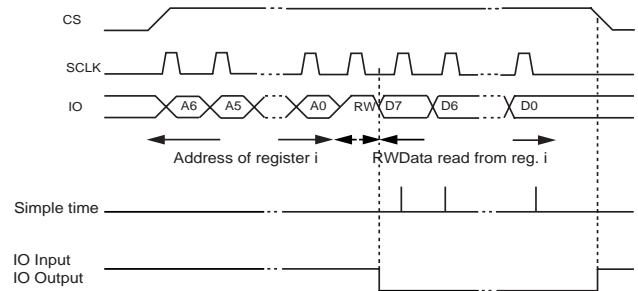 CS
SCLK
IO A6 A5 A0 RW D7 D6 D0
Address of register i RWData read from reg. i
Simple time
IO Input
IO Output